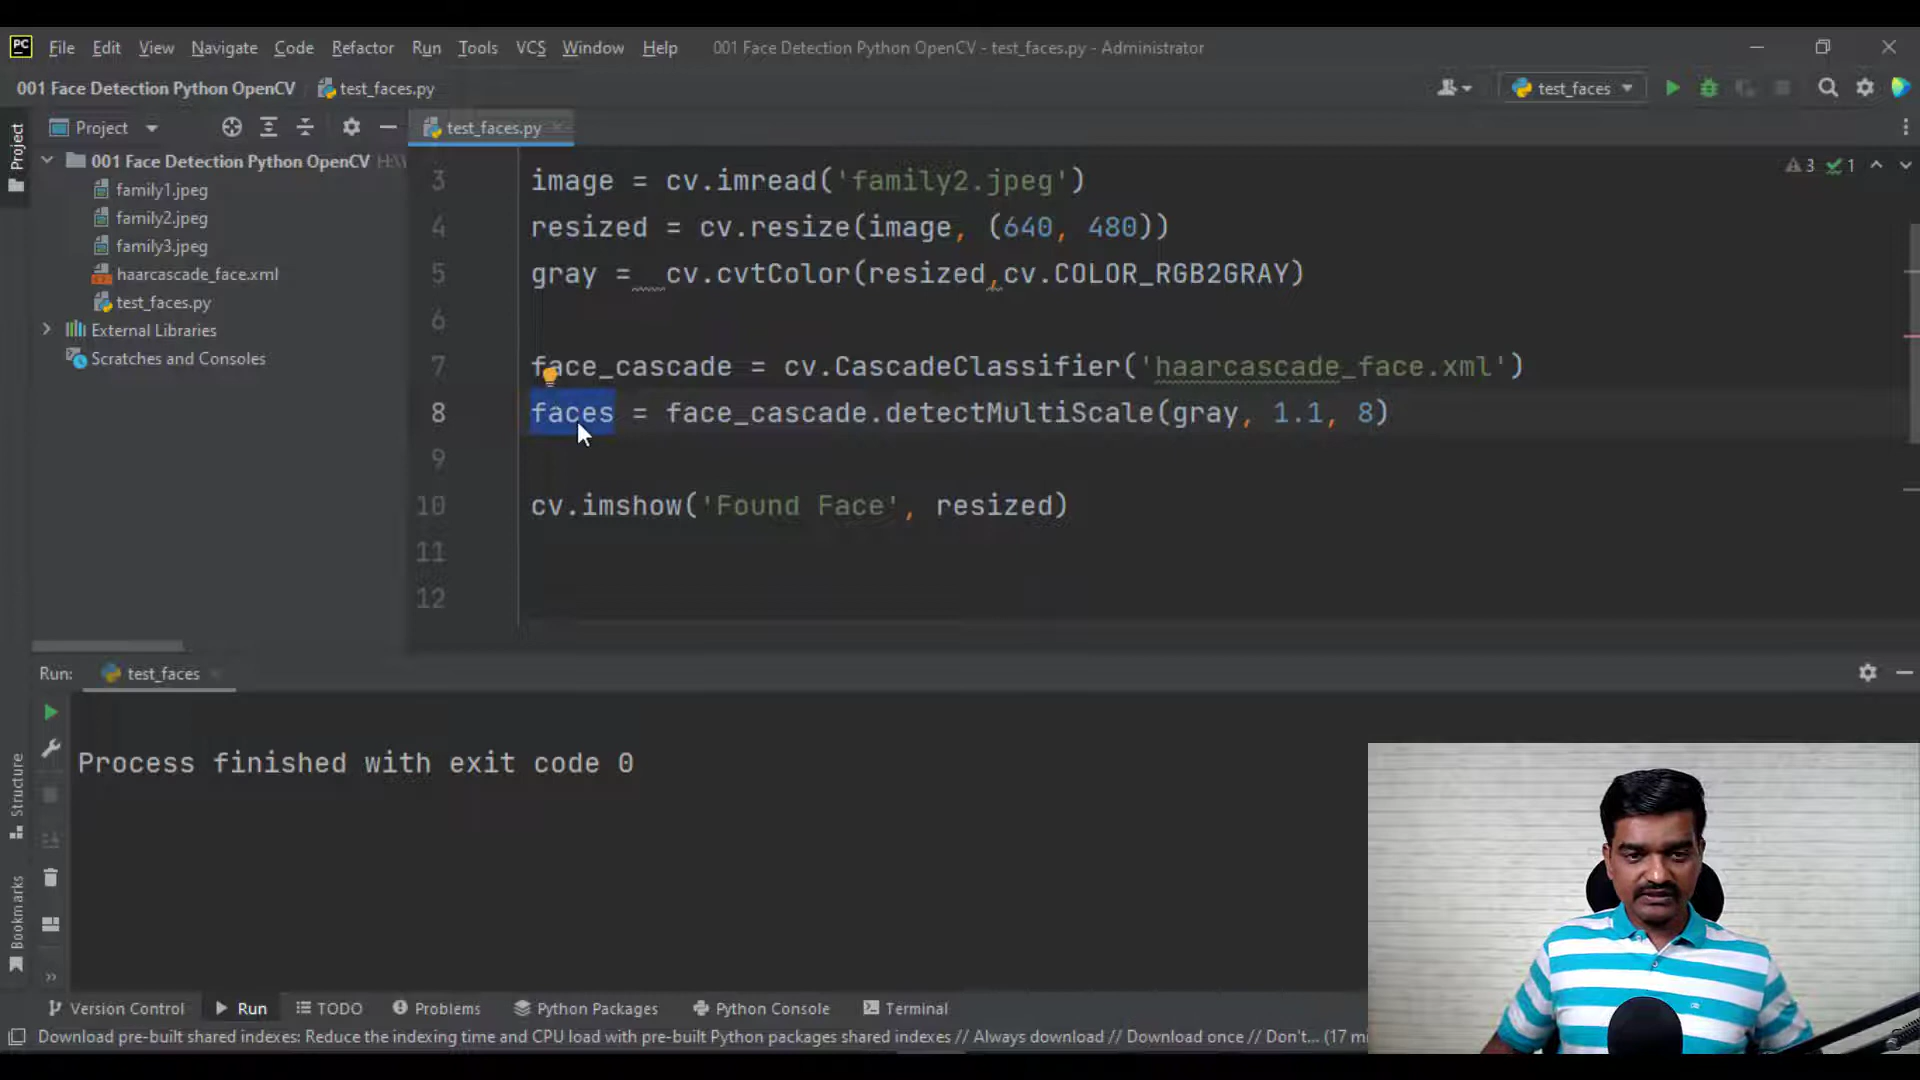 PC File Edit View Navigate Code Refactor Run Tools VCS Window Help 001 Face Detection Python OpenCV - test_faces.py - Administrator
001 Face Detection Python OpenCV test_faces.py test_faces
Project Project test_faces.py
001 Face Detection Python OpenCV
family1.jpeg
family2.jpeg
family3.jpeg
haarcascade_face.xml
test_faces.py
External Libraries
Scratches and Consoles
3 1
3 image = cv.imread('family2.jpeg')
4 resized = cv.resize(image, (640, 480))
5 gray =  cv.cvtColor(resized,cv.COLOR_RGB2GRAY)
6
7 face_cascade = cv.CascadeClassifier('haarcascade_face.xml')
8 faces = face_cascade.detectMultiScale(gray, 1.1, 8)
9
10 cv.imshow('Found Face', resized)
11
12
Run: test_faces
Process finished with exit code 0
Structure
Bookmarks
Version Control Run TODO Problems Python Packages Python Console Terminal
Download pre-built shared indexes: Reduce the indexing time and CPU load with pre-built Python packages shared indexes // Always download // Download once // Don't... (17 mi